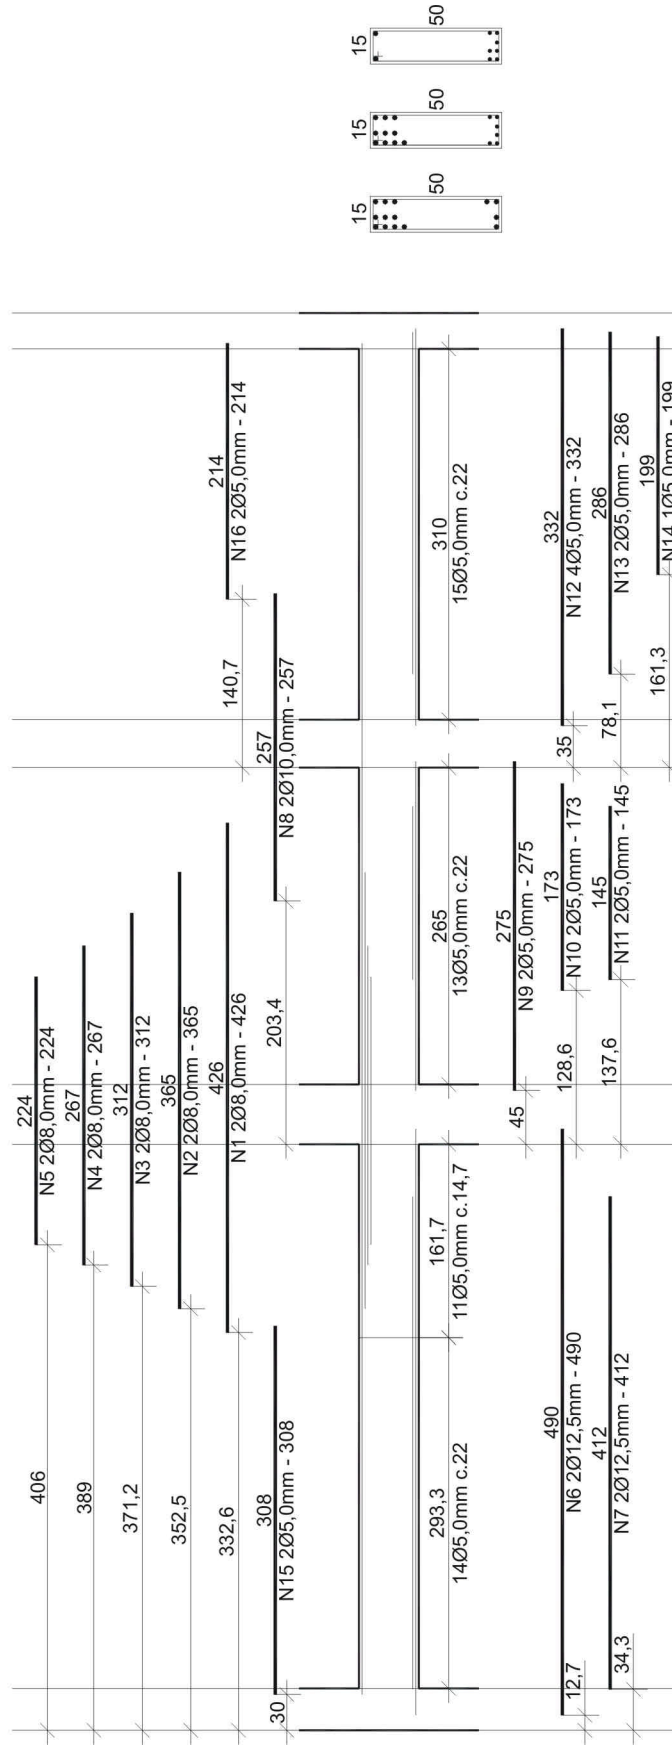 406
224
N5 2Ø8,0mm - 224
389
267
N4 2Ø8,0mm - 267
371,2
312
N3 2Ø8,0mm - 312
352,5
365
N2 2Ø8,0mm - 365
332,6
426
N1 2Ø8,0mm - 426
140,7
214
N16 2Ø5,0mm - 214
30
308
N15 2Ø5,0mm - 308
203,4
257
N8 2Ø10,0mm - 257
15
50
15
50
15
50
293,3
14Ø5,0mm c.22
161,7
11Ø5,0mm c.14,7
265
13Ø5,0mm c.22
310
15Ø5,0mm c.22
45
275
N9 2Ø5,0mm - 275
12,7
490
N6 2Ø12,5mm - 490
128,6
173
N10 2Ø5,0mm - 173
35
332
N12 4Ø5,0mm - 332
34,3
412
N7 2Ø12,5mm - 412
137,6
145
N11 2Ø5,0mm - 145
78,1
286
N13 2Ø5,0mm - 286
161,3
199
N14 1Ø5,0mm - 199